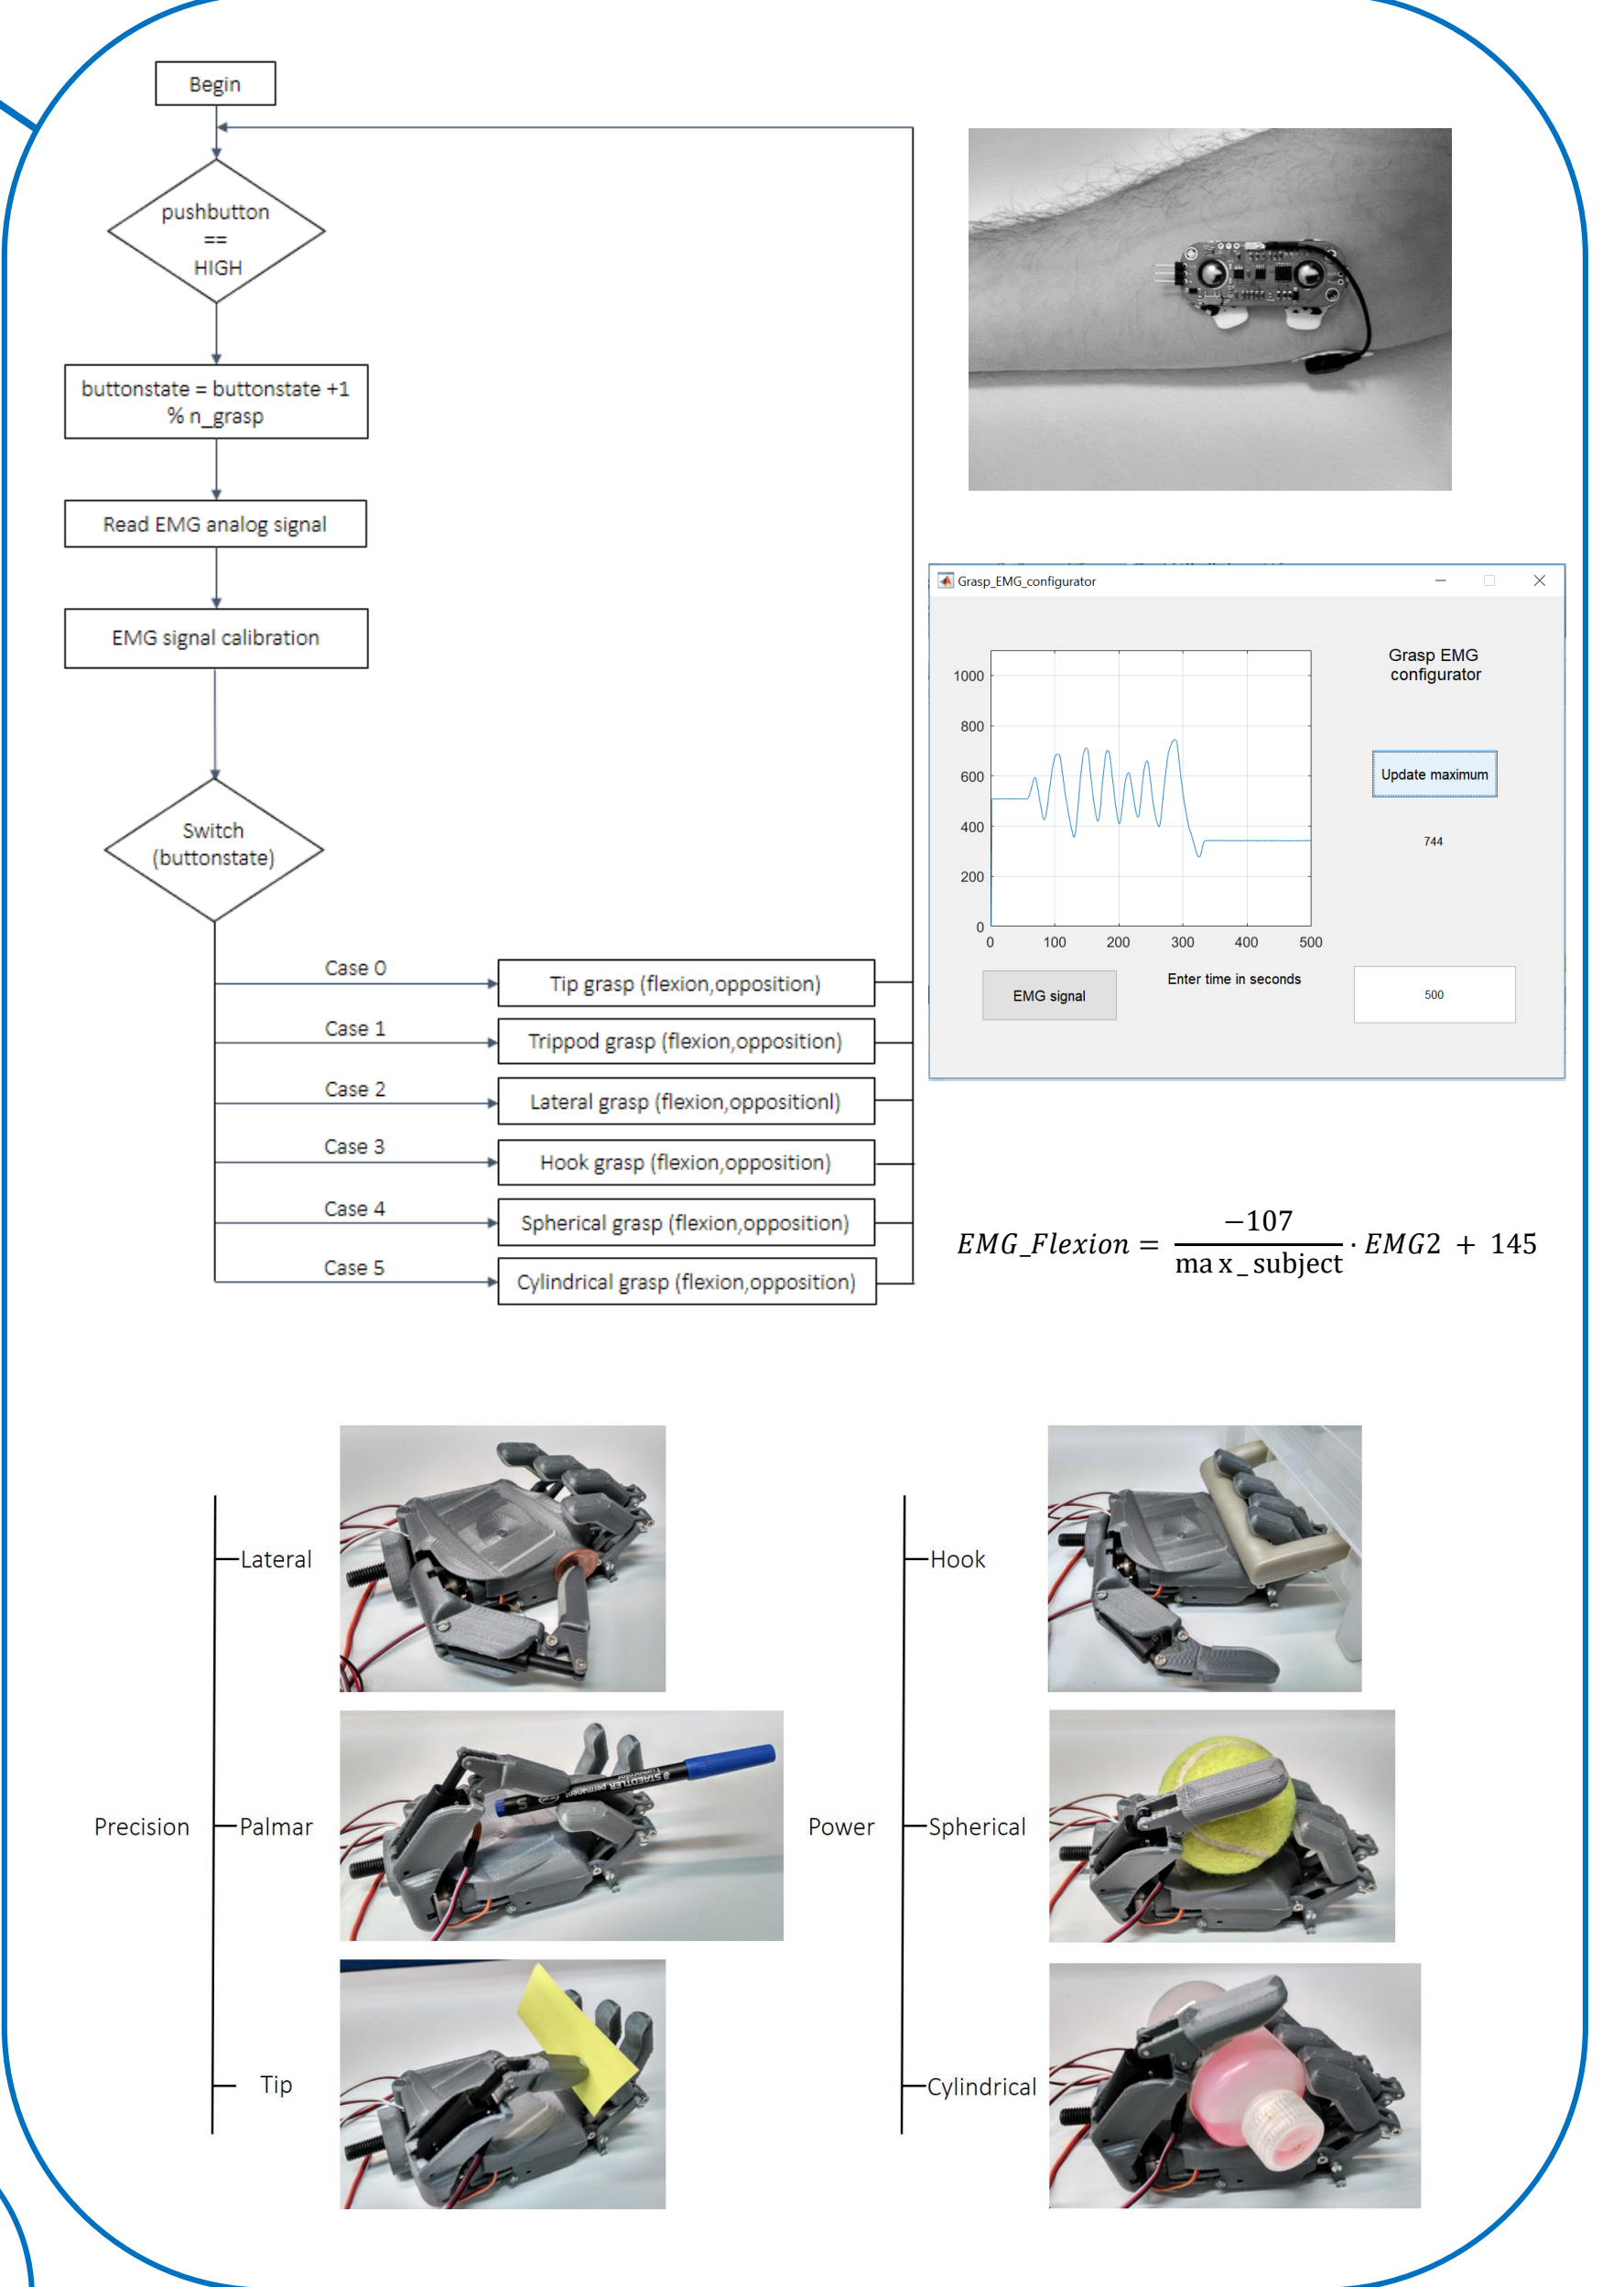 Begin
pushbutton
==
HIGH
buttonstate = buttonstate +1
% n_grasp
Read EMG analog signal
EMG signal calibration
Switch
(buttonstate)
Case 0
Tip grasp (flexion,opposition)
Case 1
Trippod grasp (flexion,opposition)
Case 2
Lateral grasp (flexion,oppositionl)
Case 3
Hook grasp (flexion,opposition)
Case 4
Spherical grasp (flexion,opposition)
Case 5
Cylindrical grasp (flexion,opposition)
Grasp_EMG_configurator
Grasp EMG
configurator
1000
800
600
400
200
0
0 100 200 300 400 500
Update maximum
744
EMG signal
Enter time in seconds
500
EMG_Flexion = −107 / max_subject · EMG2 + 145
Precision
Lateral
Palmar
STAEDTLER permanent
Lumocolor
S
Tip
Power
Hook
Spherical
Cylindrical